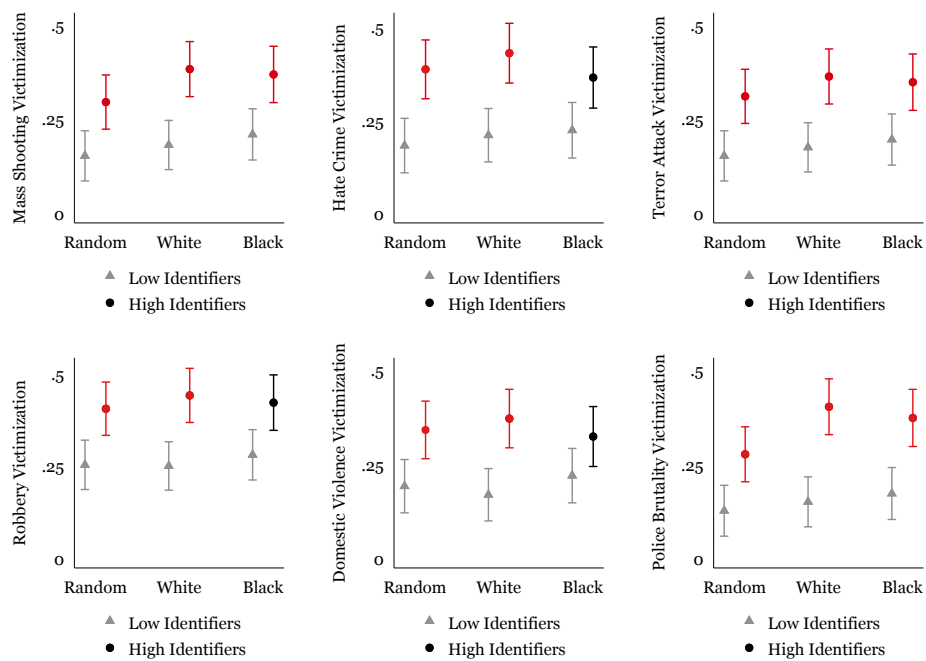 Mass Shooting Victimization
.5
.25
0
Random White Black
Low Identifiers
High Identifiers
Hate Crime Victimization
.5
.25
0
Random White Black
Low Identifiers
High Identifiers
Terror Attack Victimization
.5
.25
0
Random White Black
Low Identifiers
High Identifiers
Robbery Victimization
.5
.25
0
Random White Black
Low Identifiers
High Identifiers
Domestic Violence Victimization
.5
.25
0
Random White Black
Low Identifiers
High Identifiers
Police Brutality Victimization
.5
.25
0
Random White Black
Low Identifiers
High Identifiers